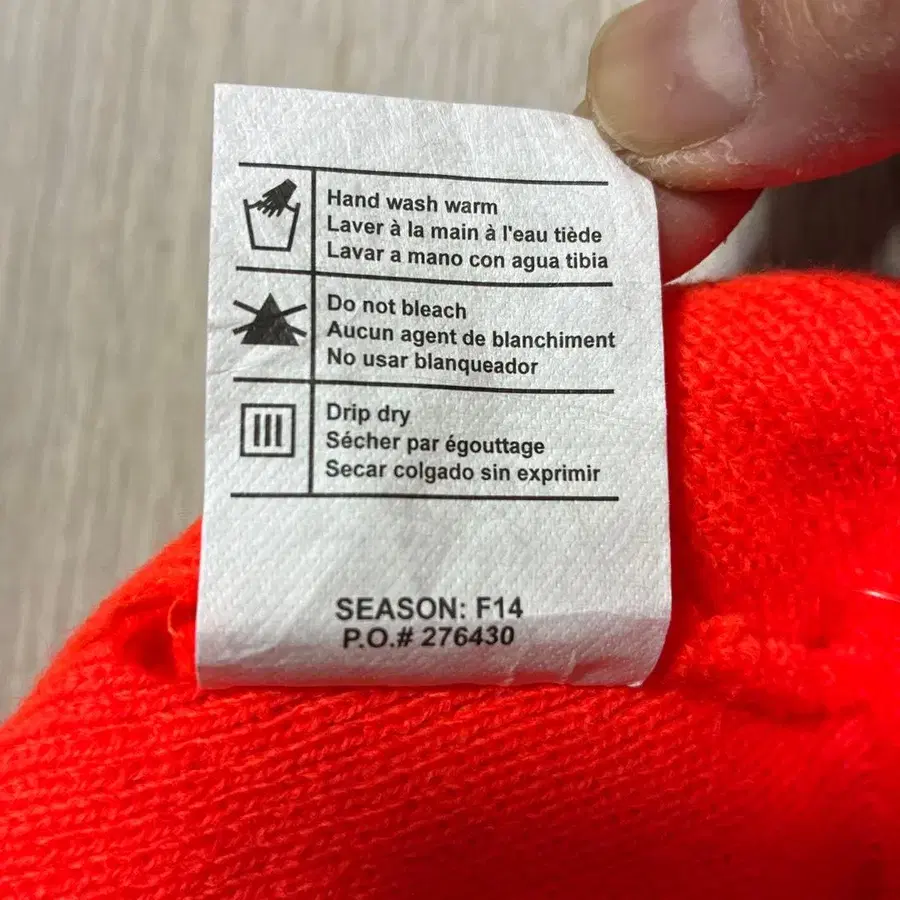 Hand wash warm
Laver à la main à l'eau tiède
Lavar a mano con agua tibia
Do not bleach
Aucun agent de blanchiment
No usar blanqueador
Drip dry
Sécher par égouttage
Secar colgado sin exprimir
SEASON: F14
P.O.# 276430